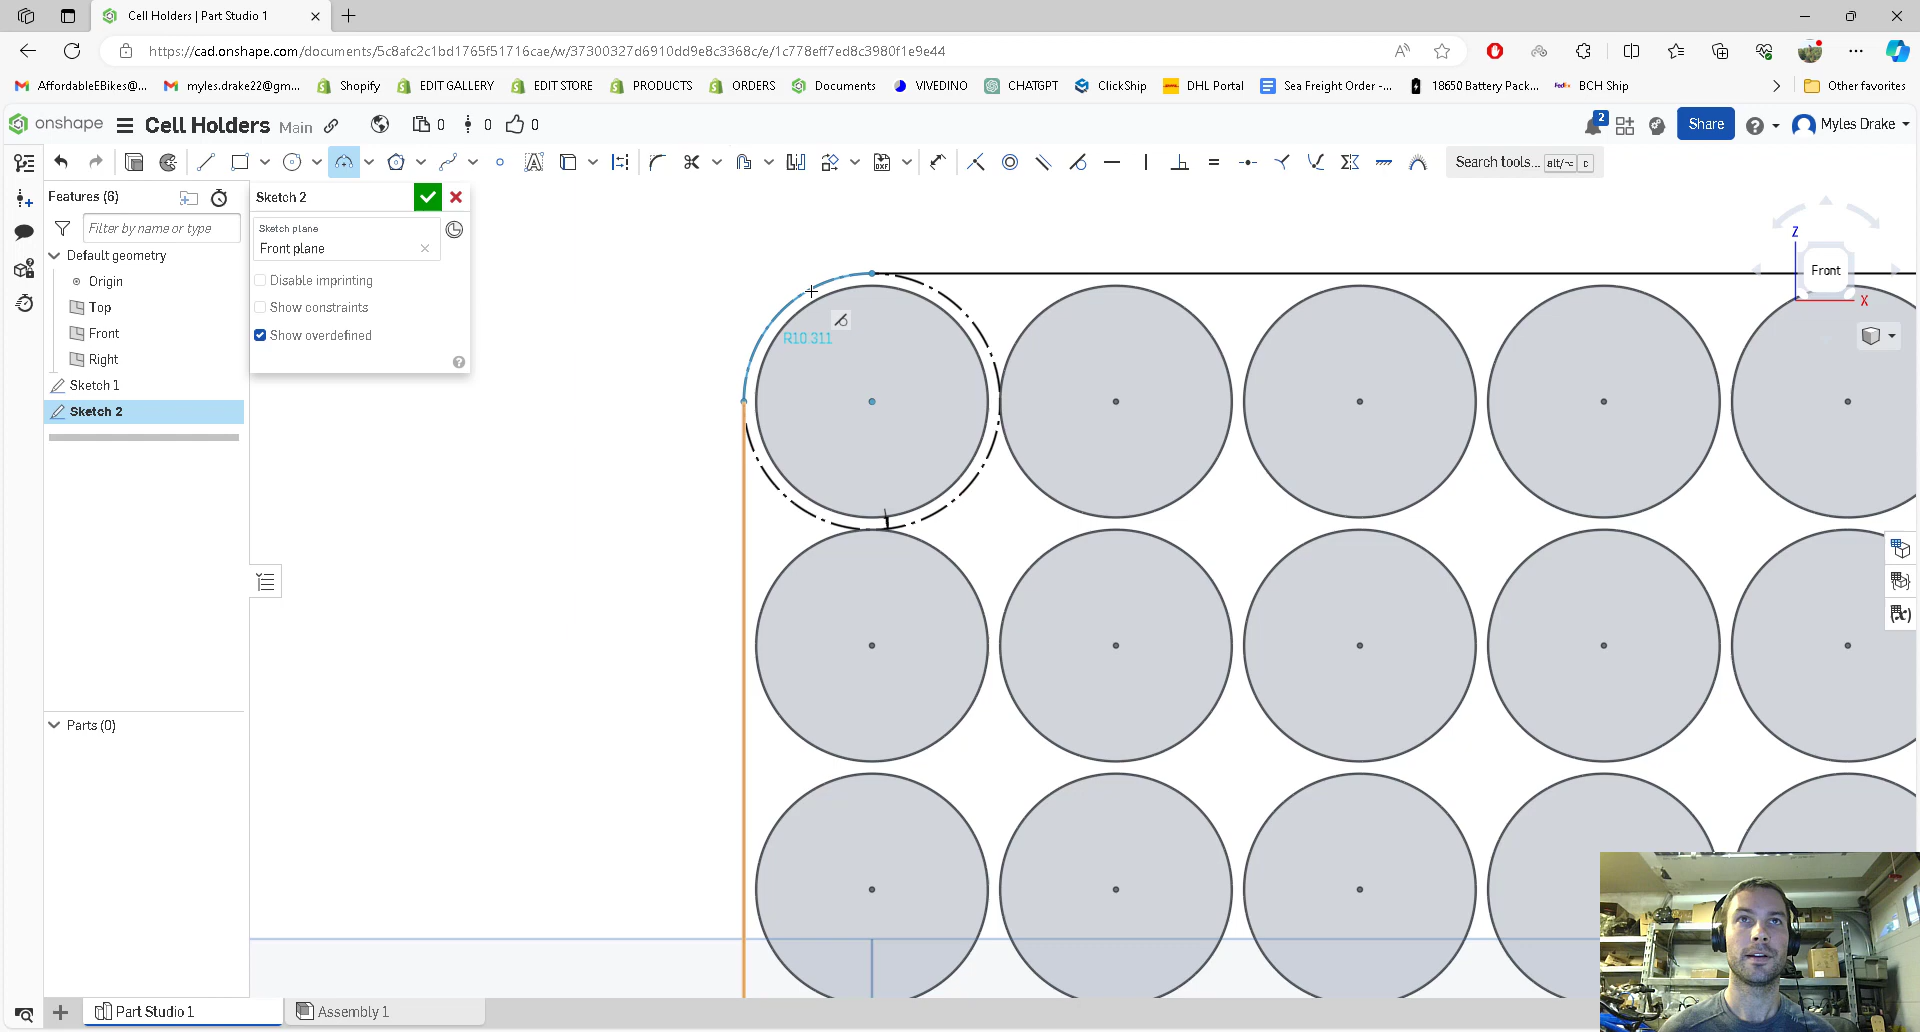 Cell Holders | Part Studio 1
https://cad.onshape.com/documents/5c8afc2c1bd1765f51716cae/w/37300327d6910dd9e8c3368c/e/1c778eff7ed8c3980f1e9e44
AffordableEBikes@...
myles.drake22@gm...
Shopify
EDIT GALLERY
EDIT STORE
PRODUCTS
ORDERS
Documents
VIVEDINO
CHATGPT
ClickShip
DHL Portal
Sea Freight Order -...
18650 Battery Pack...
BCH Ship
Other favorites
onshape
Cell Holders Main
0
0
0
2
Share
Myles Drake
Search tools... alt/⌥ c
Features (6)
Filter by name or type
Default geometry
Origin
Top
Front
Right
Sketch 1
Sketch 2
Parts (0)
Sketch 2
Sketch plane
Front plane
Disable imprinting
Show constraints
Show overdefined
R10.311
Z
Front
X
Part Studio 1
Assembly 1